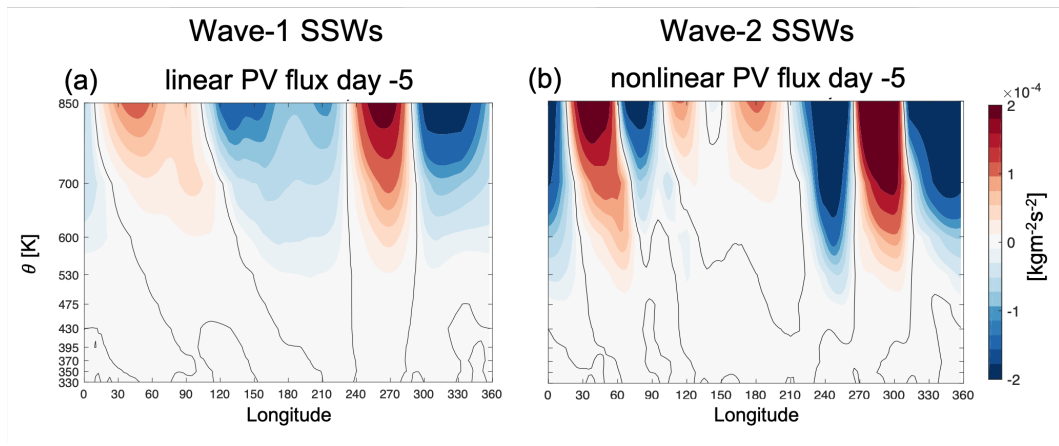 Wave-1 SSWs
Wave-2 SSWs
(a) linear PV flux day -5
(b) nonlinear PV flux day -5
850
700
600
530
475
430
395
370
350
330
θ [K]
0 30 60 90 120 150 180 210 240 270 300 330 360
Longitude
0 30 60 90 120 150 180 210 240 270 300 330 360
Longitude
×10⁻⁴
2
1
0
-1
-2
[kgm⁻²s⁻²]